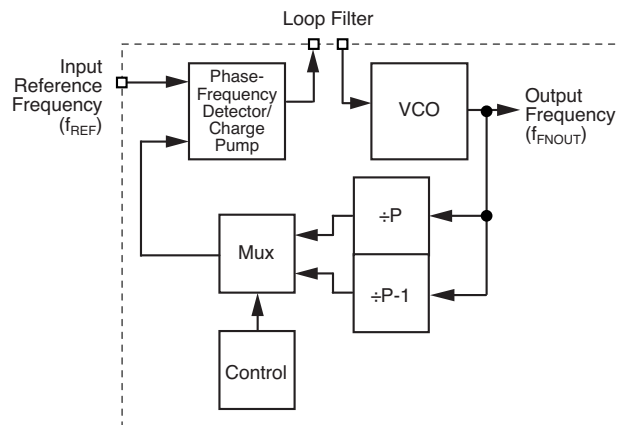 Loop Filter
Input
Reference
Frequency
(fREF)
Phase-
Frequency
Detector/
Charge
Pump
VCO
Output
Frequency
(fFNOUT)
÷P
Mux
÷P-1
Control